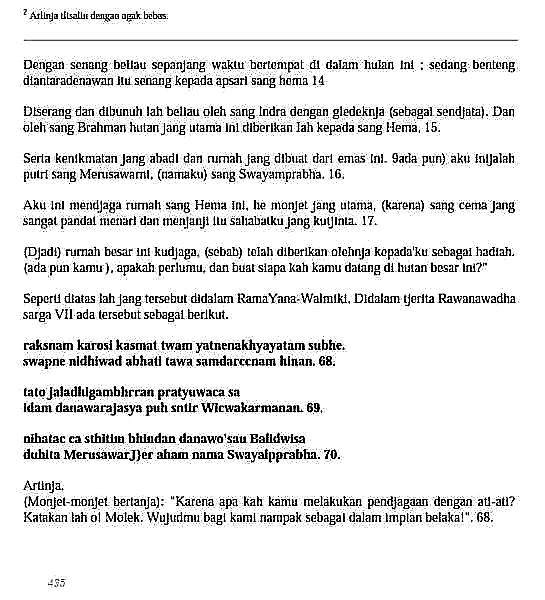 ² Artinja disalin dengan agak bebas.
Dengan senang beliau sepanjang waktu bertempat di dalam hulan ini ; sedang benteng
diantaradenawan itu senang kepada apsari sang hema 14
Diserang dan dibunuh lah beliau oleh sang Indra dengan gledeknja (sebagai sendjata). Dan
oleh sang Brahman hutan jang utama ini diberikan lah kepada sang Hema, 15.
Serta kenikmatan jang abadi dan rumah jang dibuat dari emas ini. 9ada pun) aku inijalah
putri sang Merusawarni, (namaku) sang Swayamprabha. 16.
Aku ini mendjaga rumah sang Hema ini, he monjet jang utama, (karena) sang cema jang
sangat pandai menari dan menjanji itu sahabatku jang kutjinta. 17.
(Djadi) rumah besar ini kudjaga, (sebab) telah diberikan olehnja kepada'ku sebagai hadiah.
(ada pun kamu ), apakah perlumu, dan buat siapa kah kamu datang di hutan besar ini?"
Seperti diatas lah jang tersebut didalam RamaYana-Walmiki, Didalam tjerita Rawanawadha
sarga VII ada tersebut sebagai berikut.
raksnam karosi kasmat twam yatnenakhyayatam subhe.
swapne nidhiwad abhati tawa samdarccnam hinan. 68.
tato jaladhigambhrran pratyuwaca sa
idam danawarajasya puh sntir Wicwakarmanan. 69.
nihatac ca sthitim bhindan danawo'sau Balidwisa
duhita MerusawarJ}er aham nama Swayaipprabha. 70.
Artinja.
(Monjet-monjet bertanja): "Karena apa kah kamu melakukan pendjagaan dengan ati-ati?
Katakan lah o! Molek. Wujudmu bagi kami nampak sebagai dalam impian belaka!". 68.
435